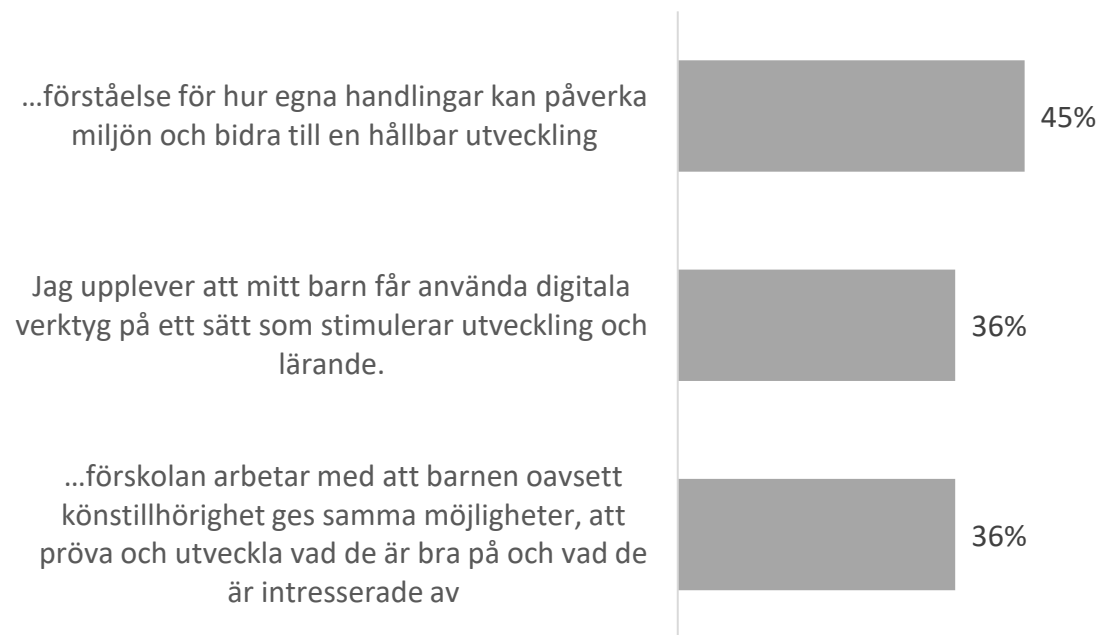 …förståelse för hur egna handlingar kan påverka
miljön och bidra till en hållbar utveckling
45%
Jag upplever att mitt barn får använda digitala
verktyg på ett sätt som stimulerar utveckling och
lärande.
36%
…förskolan arbetar med att barnen oavsett
könstillhörighet ges samma möjligheter, att
pröva och utveckla vad de är bra på och vad de
är intresserade av
36%